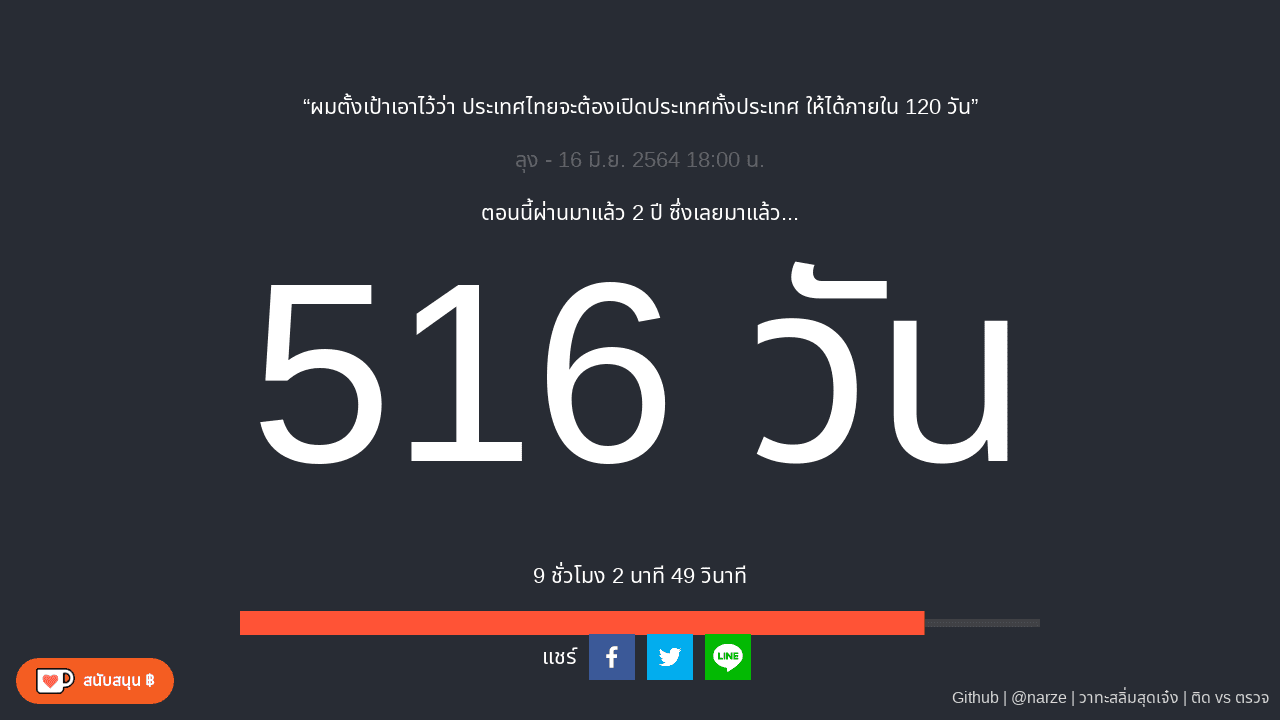 “ผมตั้งเป้าเอาไว้ว่า ประเทศไทยจะต้องเปิดประเทศทั้งประเทศ ให้ได้ภายใน 120 วัน”
ลุง - 16 มิ.ย. 2564 18:00 น.
ตอนนี้ผ่านมาแล้ว 2 ปี ซึ่งเลยมาแล้ว...
516 วัน
9 ชั่วโมง 2 นาที 49 วินาที
แชร์
LINE
สนับสนุน ฿
Github | @narze | วาทะสลิ่มสุดเจ๋ง | ติด vs ตรวจ